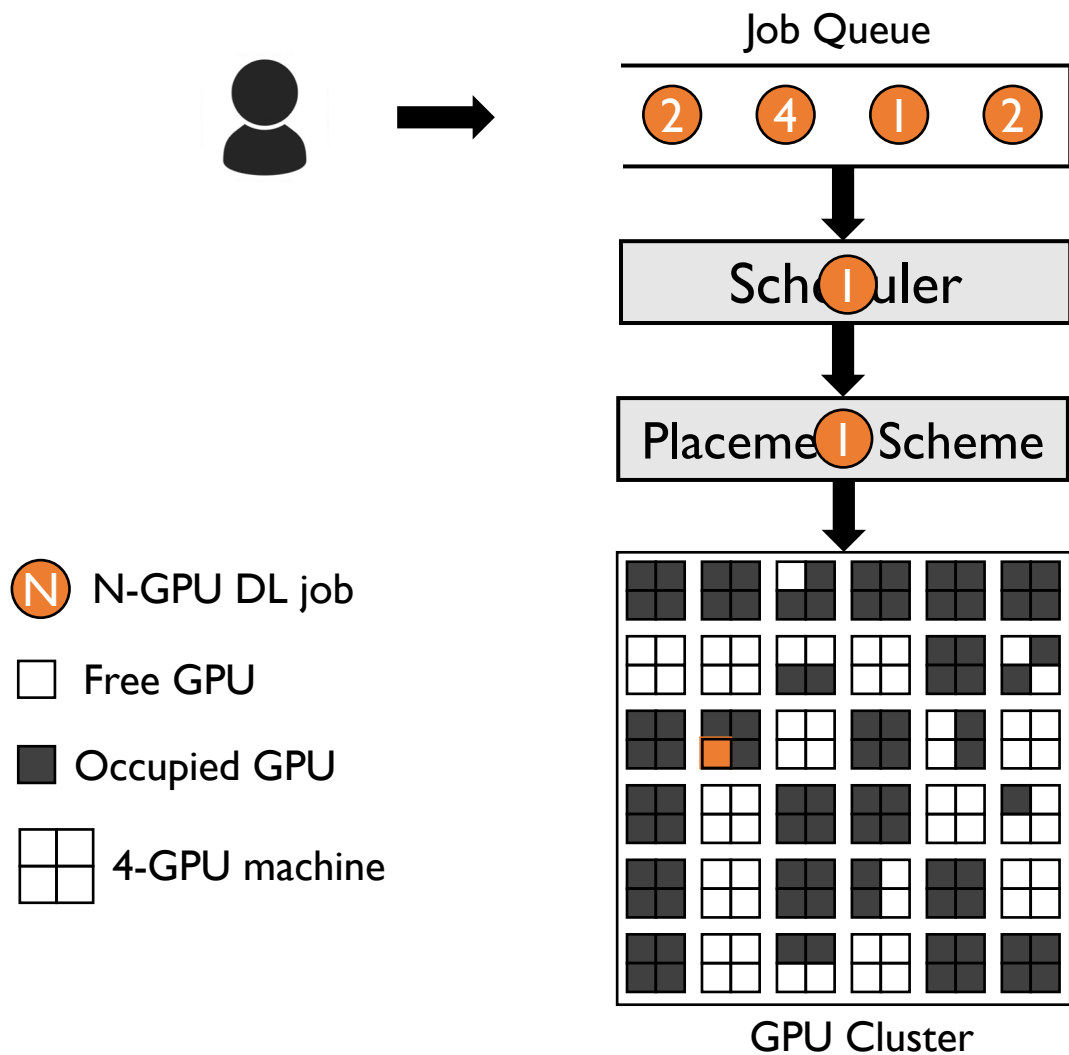 Job Queue
2 4 1 2
Sch 1 uler
Placeme 1 Scheme
N N-GPU DL job
Free GPU
Occupied GPU
4-GPU machine
GPU Cluster